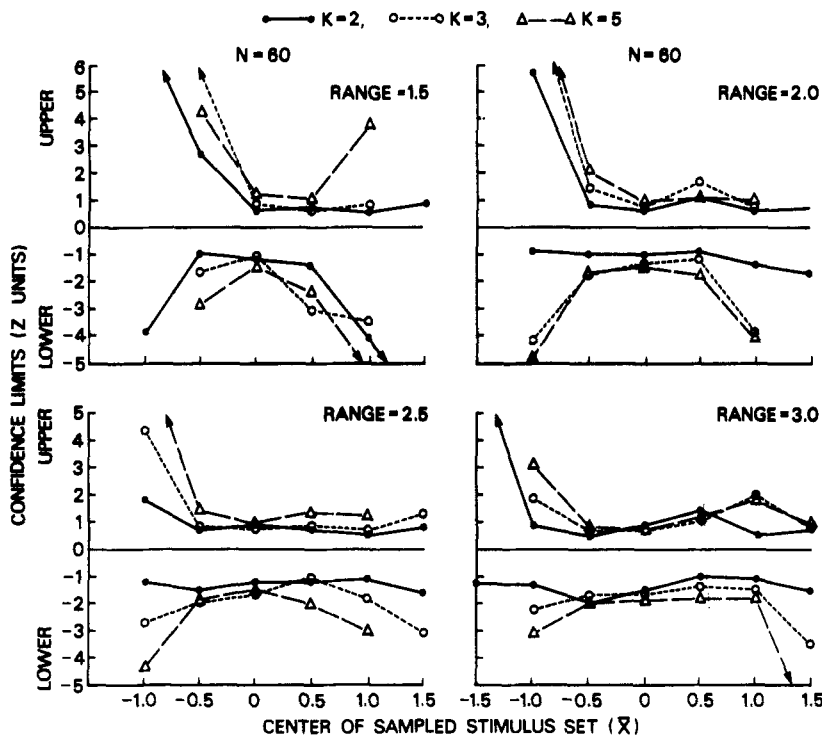 K=2, K=3, K=5
N=60 N=60
RANGE=1.5 RANGE=2.0
6
5
4
3
2
1
0
-1
-2
-3
-4
-5
UPPER
LOWER
RANGE=2.5 RANGE=3.0
5
4
3
2
1
0
-1
-2
-3
-4
-5
UPPER
LOWER
CONFIDENCE LIMITS (Z UNITS)
-1.0 -0.5 0 0.5 1.0 1.5 -1.5 -1.0 -0.5 0 0.5 1.0 1.5
CENTER OF SAMPLED STIMULUS SET (X̅)